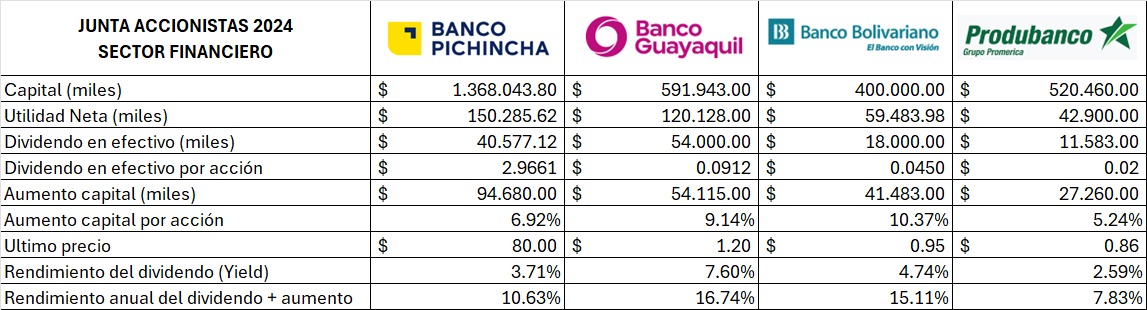 JUNTA ACCIONISTAS 2024
SECTOR FINANCIERO
BANCO
PICHINCHA
Banco
Guayaquil
BB Banco Bolivariano
El Banco con Visión
Produbanco
Grupo Promerica
Capital (miles) $ 1.368.043.80 $ 591.943.00 $ 400.000.00 $ 520.460.00
Utilidad Neta (miles) $ 150.285.62 $ 120.128.00 $ 59.483.98 $ 42.900.00
Dividendo en efectivo (miles) $ 40.577.12 $ 54.000.00 $ 18.000.00 $ 11.583.00
Dividendo en efectivo por acción $ 2.9661 $ 0.0912 $ 0.0450 $ 0.02
Aumento capital (miles) $ 94.680.00 $ 54.115.00 $ 41.483.00 $ 27.260.00
Aumento capital por acción 6.92% 9.14% 10.37% 5.24%
Ultimo precio $ 80.00 $ 1.20 $ 0.95 $ 0.86
Rendimiento del dividendo (Yield) 3.71% 7.60% 4.74% 2.59%
Rendimiento anual del dividendo + aumento 10.63% 16.74% 15.11% 7.83%